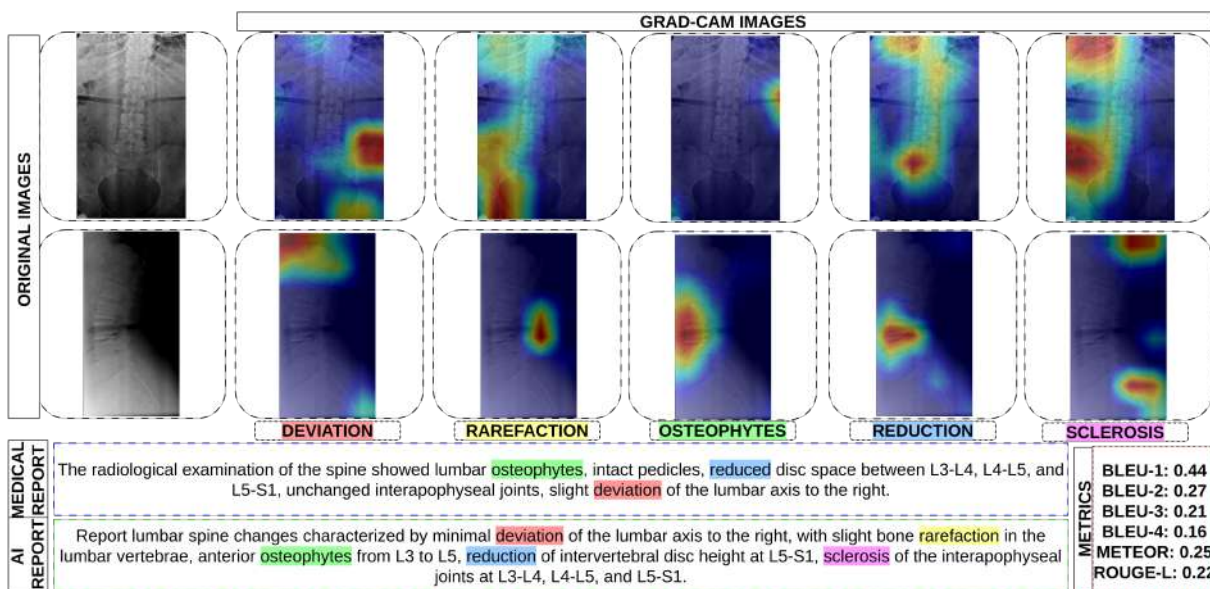 GRAD-CAM IMAGES
ORIGINAL IMAGES
DEVIATION
RAREFACTION
OSTEOPHYTES
REDUCTION
SCLEROSIS
MEDICAL
REPORT
The radiological examination of the spine showed lumbar osteophytes, intact pedicles, reduced disc space between L3-L4, L4-L5, and
L5-S1, unchanged interapophyseal joints, slight deviation of the lumbar axis to the right.
AI
REPORT
Report lumbar spine changes characterized by minimal deviation of the lumbar axis to the right, with slight bone rarefaction in the
lumbar vertebrae, anterior osteophytes from L3 to L5, reduction of intervertebral disc height at L5-S1, sclerosis of the interapophyseal
joints at L3-L4, L4-L5, and L5-S1.
METRICS
BLEU-1: 0.44
BLEU-2: 0.27
BLEU-3: 0.21
BLEU-4: 0.16
METEOR: 0.25
ROUGE-L: 0.22